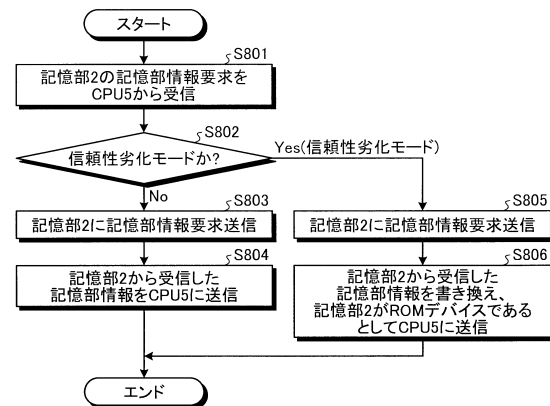 スタート
S801
記憶部2の記憶部情報要求を
CPU5から受信
S802
信頼性劣化モードか?
Yes(信頼性劣化モード)
No
S803
記憶部2に記憶部情報要求送信
S805
記憶部2に記憶部情報要求送信
S804
記憶部2から受信した
記憶部情報をCPU5に送信
S806
記憶部2から受信した
記憶部情報を書き換え、
記憶部2がROMデバイスである
としてCPU5に送信
エンド